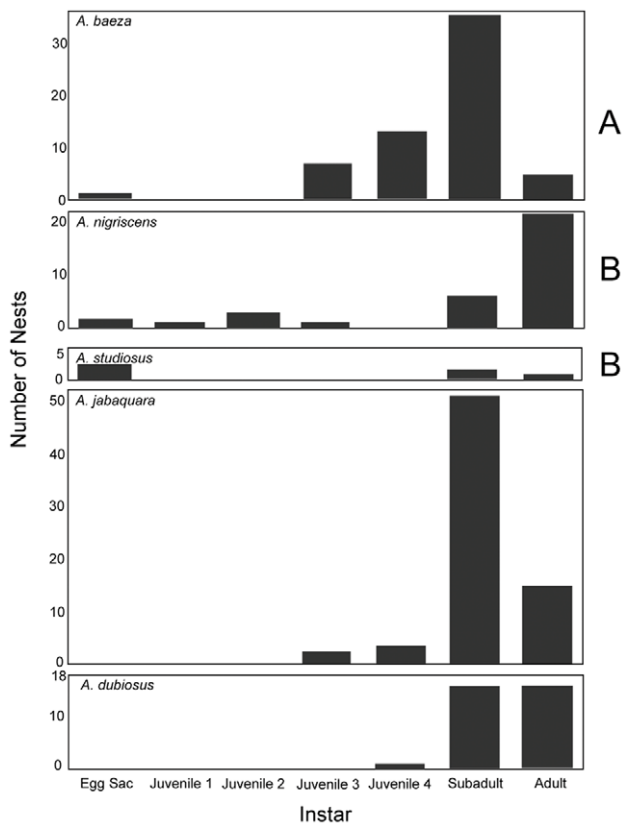 A. baeza
30
20
10
0
A
A. nigriscens
20
10
0
B
A. studiosus
5
0
B
A. jabaquara
50
40
30
20
10
0
A. dubiosus
18
10
0
Number of Nests
Egg Sac Juvenile 1 Juvenile 2 Juvenile 3 Juvenile 4 Subadult Adult
Instar